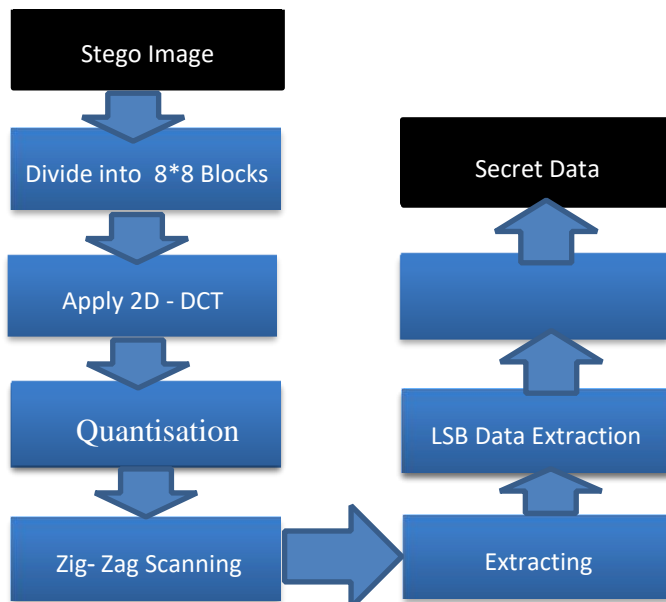 Stego Image
Divide into 8*8 Blocks
Apply 2D - DCT
Quantisation
Zig- Zag Scanning
Extracting
LSB Data Extraction
Secret Data